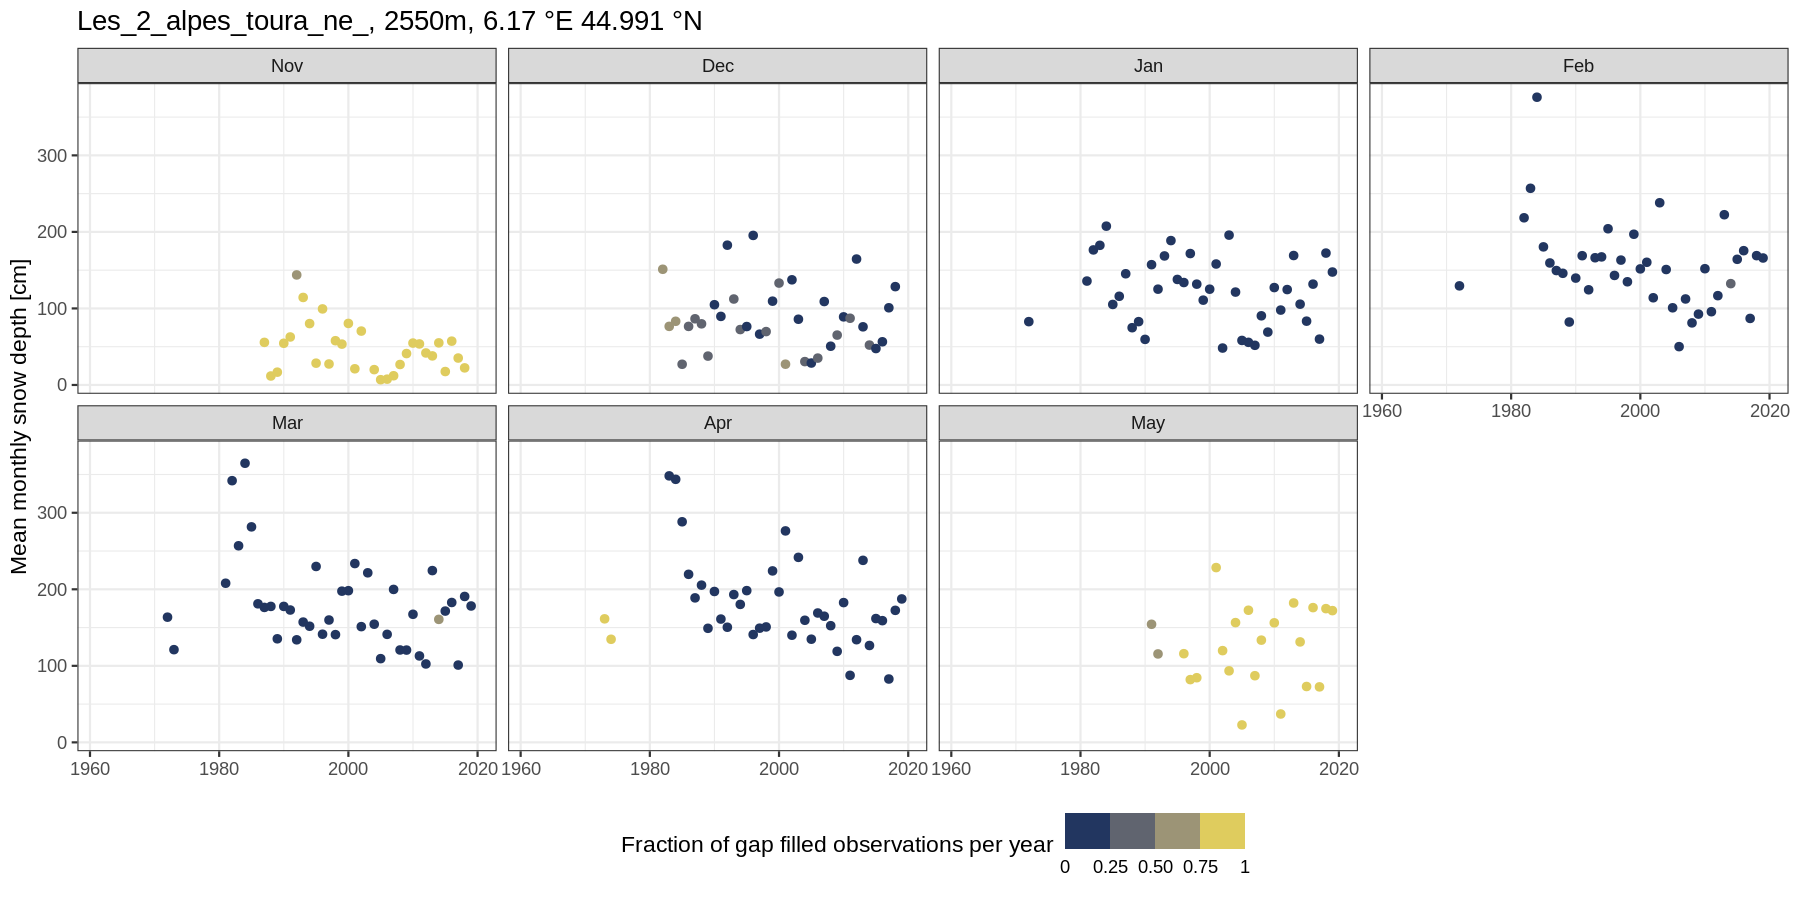 Les_2_alpes_toura_ne_, 2550m, 6.17 °E 44.991 °N
Nov Dec Jan Feb
300
200
100
0
1960 1980 2000 2020
Mar Apr May
300
200
100
0
1960 1980 2000 2020 1960 1980 2000 2020 1960 1980 2000 2020
Mean monthly snow depth [cm]
Fraction of gap filled observations per year
0 0.25 0.50 0.75 1